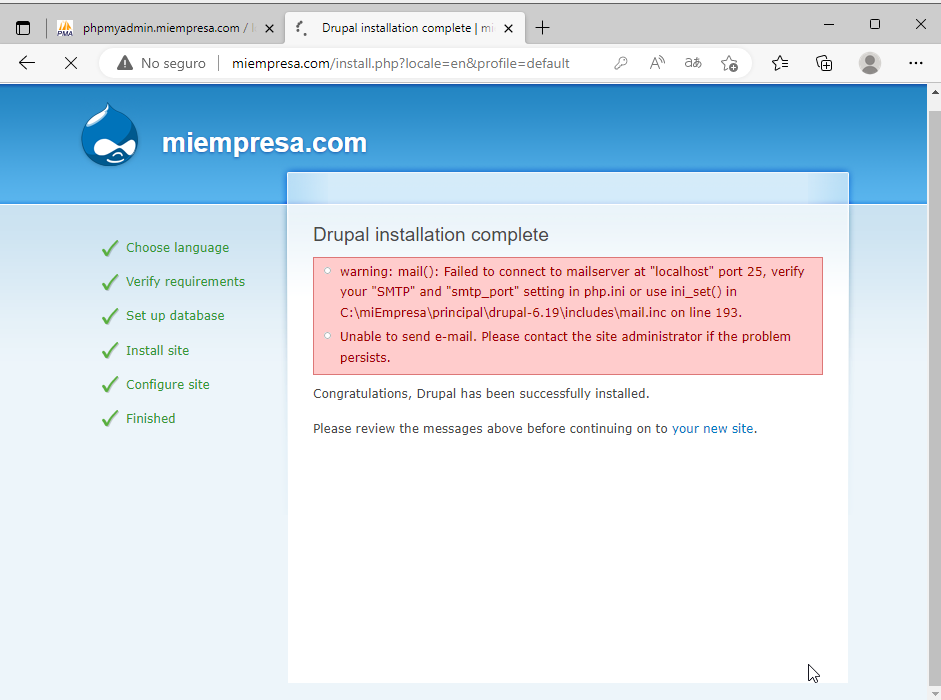 phpmyadmin.miempresa.com /
Drupal installation complete | mi
No seguro
miempresa.com/install.php?locale=en&profile=default
miempresa.com
Choose language
Verify requirements
Set up database
Install site
Configure site
Finished
Drupal installation complete
warning: mail(): Failed to connect to mailserver at "localhost" port 25, verify
your "SMTP" and "smtp_port" setting in php.ini or use ini_set() in
C:\miEmpresa\principal\drupal-6.19\includes\mail.inc on line 193.
Unable to send e-mail. Please contact the site administrator if the problem
persists.
Congratulations, Drupal has been successfully installed.
Please review the messages above before continuing on to your new site.